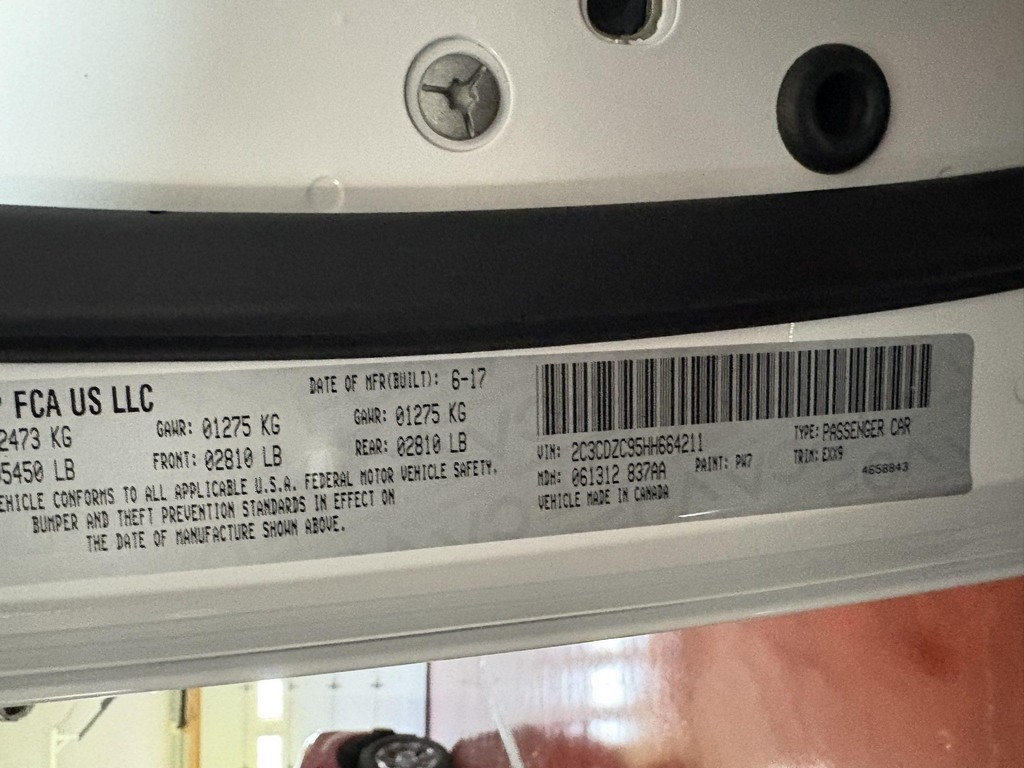 FCA US LLC
DATE OF MFR(BUILT): 6-17
2473 KG GAWR: 01275 KG GAWR: 01275 KG
5450 LB FRONT: 02810 LB REAR: 02810 LB
EHICLE CONFORMS TO ALL APPLICABLE U.S.A. FEDERAL MOTOR VEHICLE SAFETY,
BUMPER AND THEFT PREVENTION STANDARDS IN EFFECT ON
THE DATE OF MANUFACTURE SHOWN ABOVE.
VIN: 2C3CDZC95HH664211 TYPE: PASSENGER CAR
MDH: 061312 837AA PAINT: PW7 TRIM: EXX9
VEHICLE MADE IN CANADA 4658843